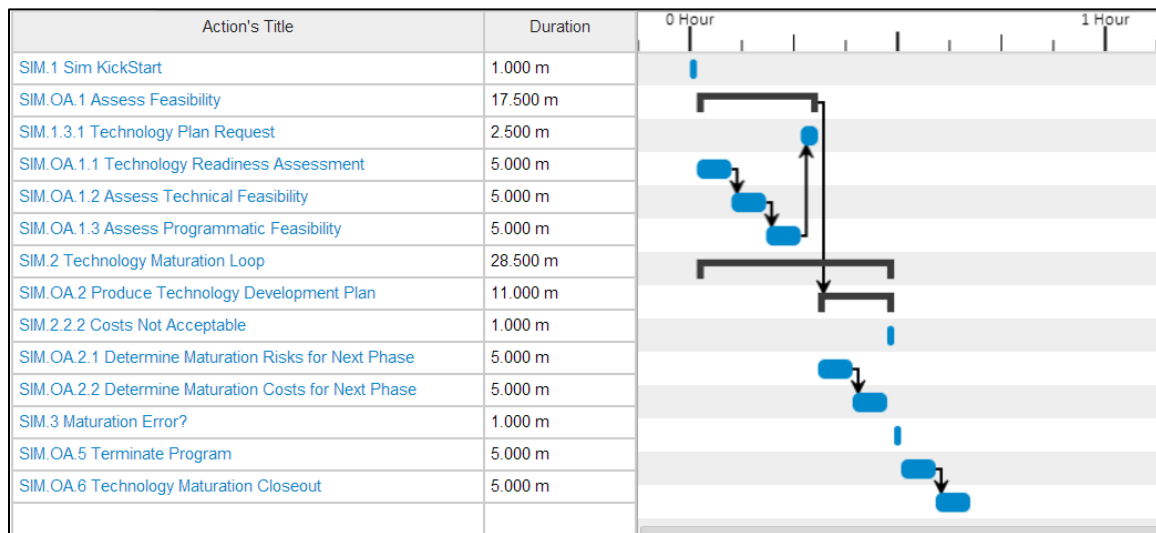 Action's Title Duration 0 Hour 1 Hour
SIM.1 Sim KickStart 1.000 m
SIM.OA.1 Assess Feasibility 17.500 m
SIM.1.3.1 Technology Plan Request 2.500 m
SIM.OA.1.1 Technology Readiness Assessment 5.000 m
SIM.OA.1.2 Assess Technical Feasibility 5.000 m
SIM.OA.1.3 Assess Programmatic Feasibility 5.000 m
SIM.2 Technology Maturation Loop 28.500 m
SIM.OA.2 Produce Technology Development Plan 11.000 m
SIM.2.2.2 Costs Not Acceptable 1.000 m
SIM.OA.2.1 Determine Maturation Risks for Next Phase 5.000 m
SIM.OA.2.2 Determine Maturation Costs for Next Phase 5.000 m
SIM.3 Maturation Error? 1.000 m
SIM.OA.5 Terminate Program 5.000 m
SIM.OA.6 Technology Maturation Closeout 5.000 m